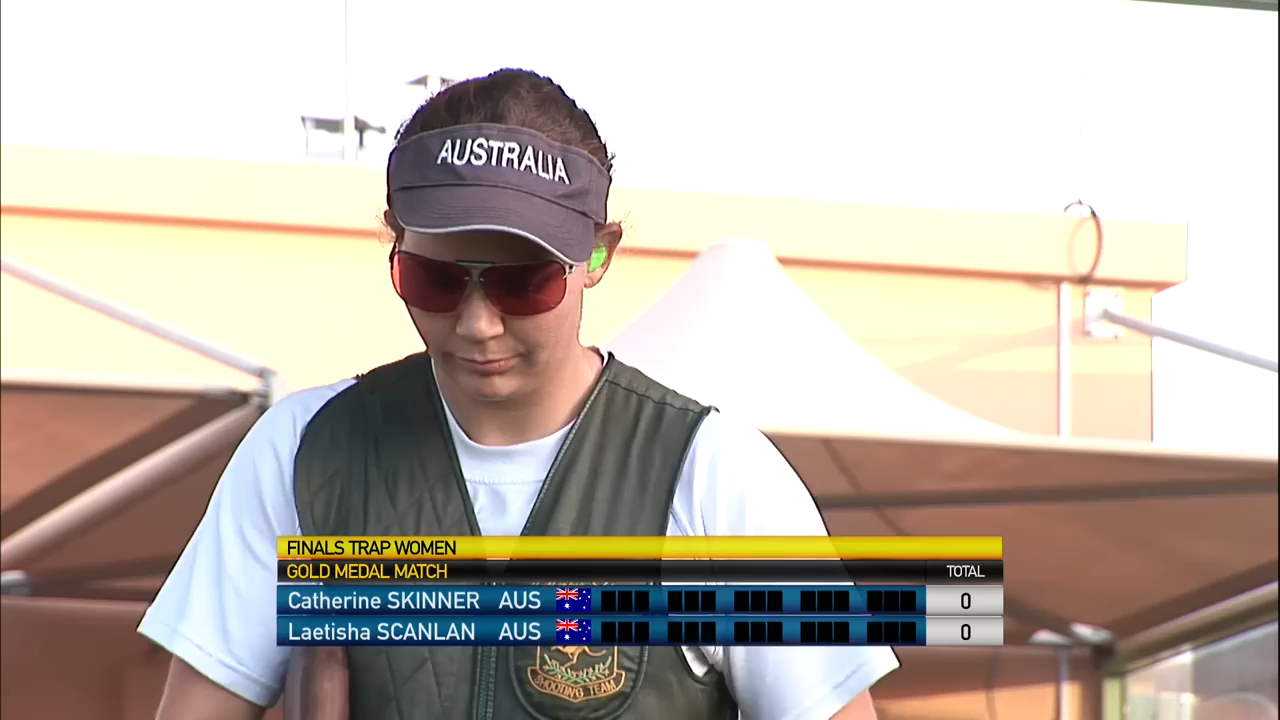 AUSTRALIA
FINALS TRAP WOMEN
GOLD MEDAL MATCH TOTAL
Catherine SKINNER AUS 0
Laetisha SCANLAN AUS 0
SHOOTING TEAM